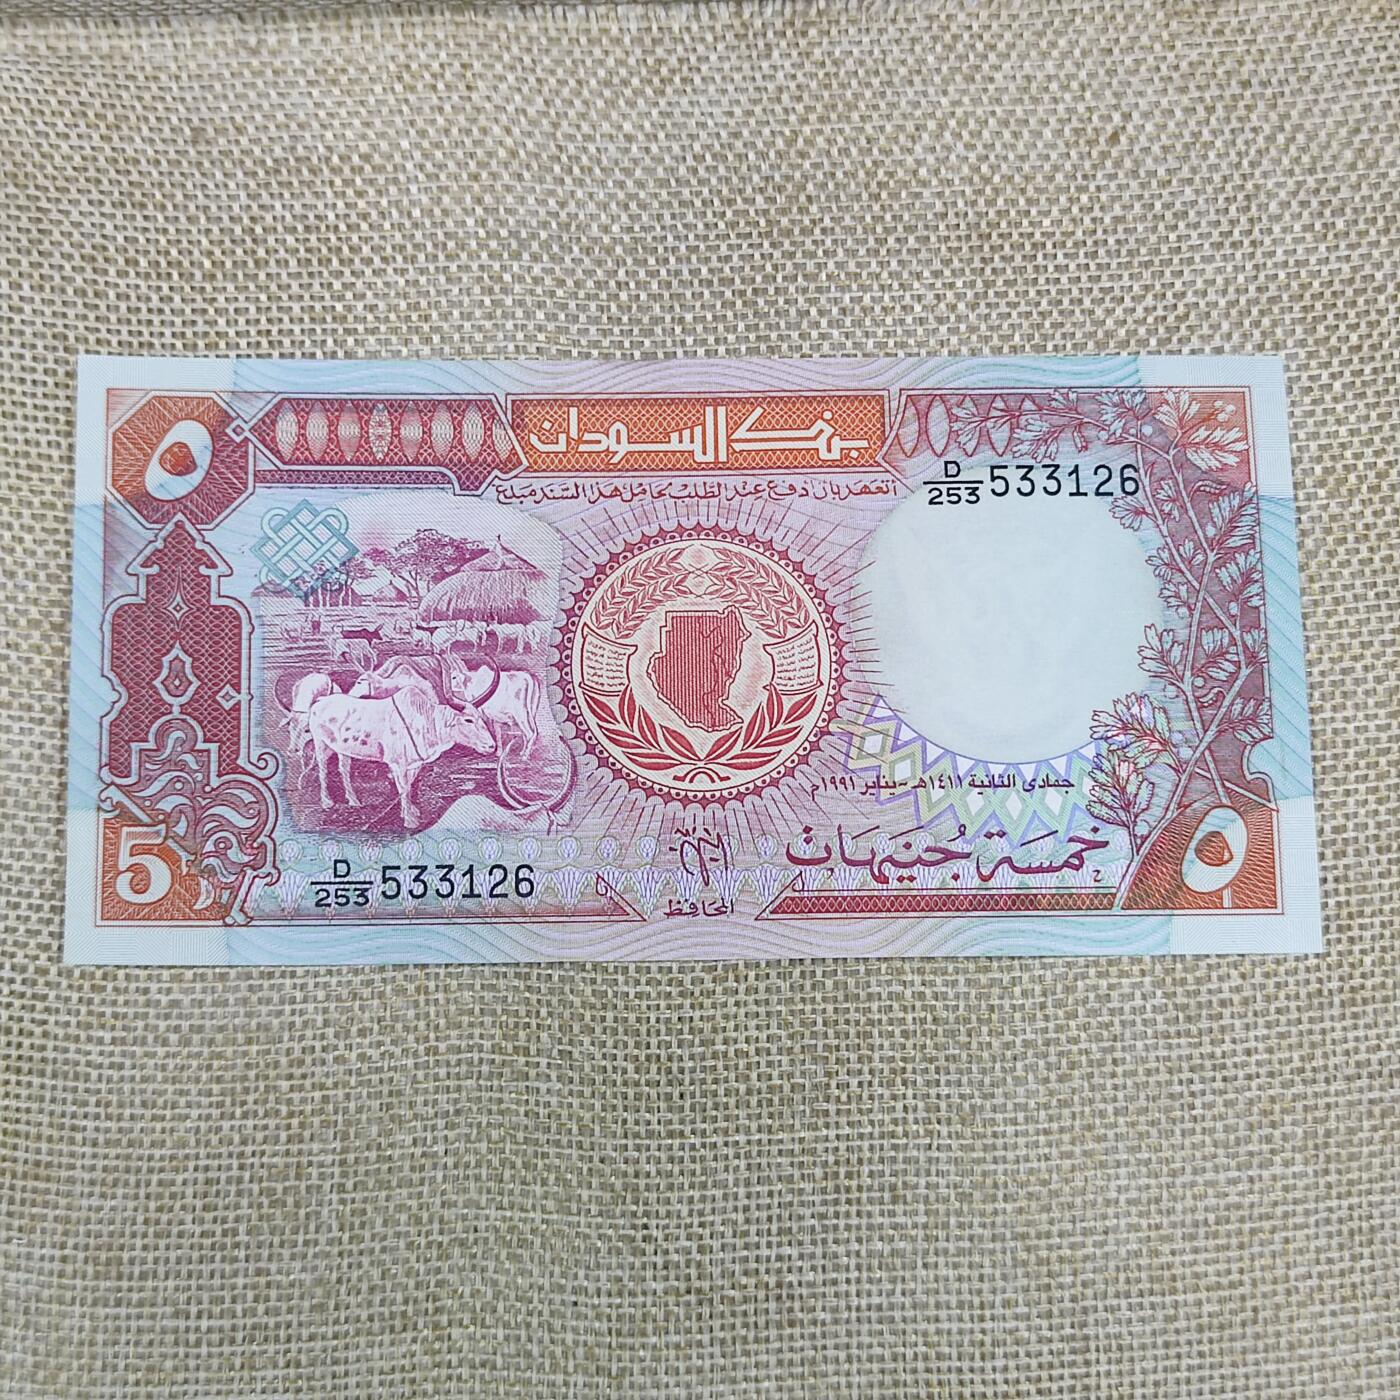 ٥
بنك السودان
اتعهد بان ادفع عند الطلب لحامل هذا السند مبلغ
D/253 533126
جمادى الثانية ١٤١١هـ - يناير ١٩٩١م
خمسة جنيهات
5
D/253 533126
المحافظ
٥